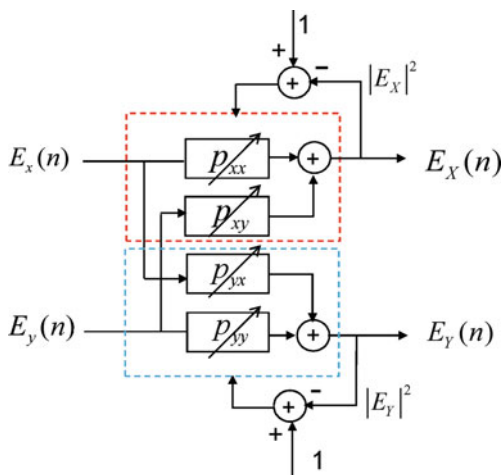 1
+
−
|E_X|²
+
E_x(n)
p_xx
+
E_X(n)
p_xy
p_yx
E_y(n)
p_yy
+
E_Y(n)
−
|E_Y|²
+
+
1